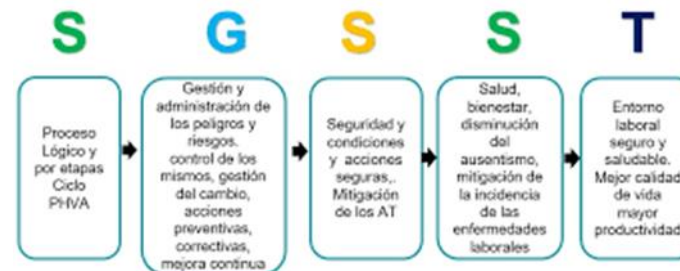 S G S S T
Proceso
Lógico y
por etapas
Ciclo
PHVA
Gestión y
administración de
los peligros y
riesgos.
control de los
mismos, gestión
del cambio,
acciones
preventivas,
correctivas,
mejora continua
Seguridad y
condiciones
y acciones
seguras,.
Mitigación
de los AT
Salud,
bienestar,
disminución
del
ausentismo,
mitigación de
la incidencia
de las
enfermedades
laborales
Entorno
laboral
seguro y
saludable.
Mejor calidad
de vida
mayor
productividad